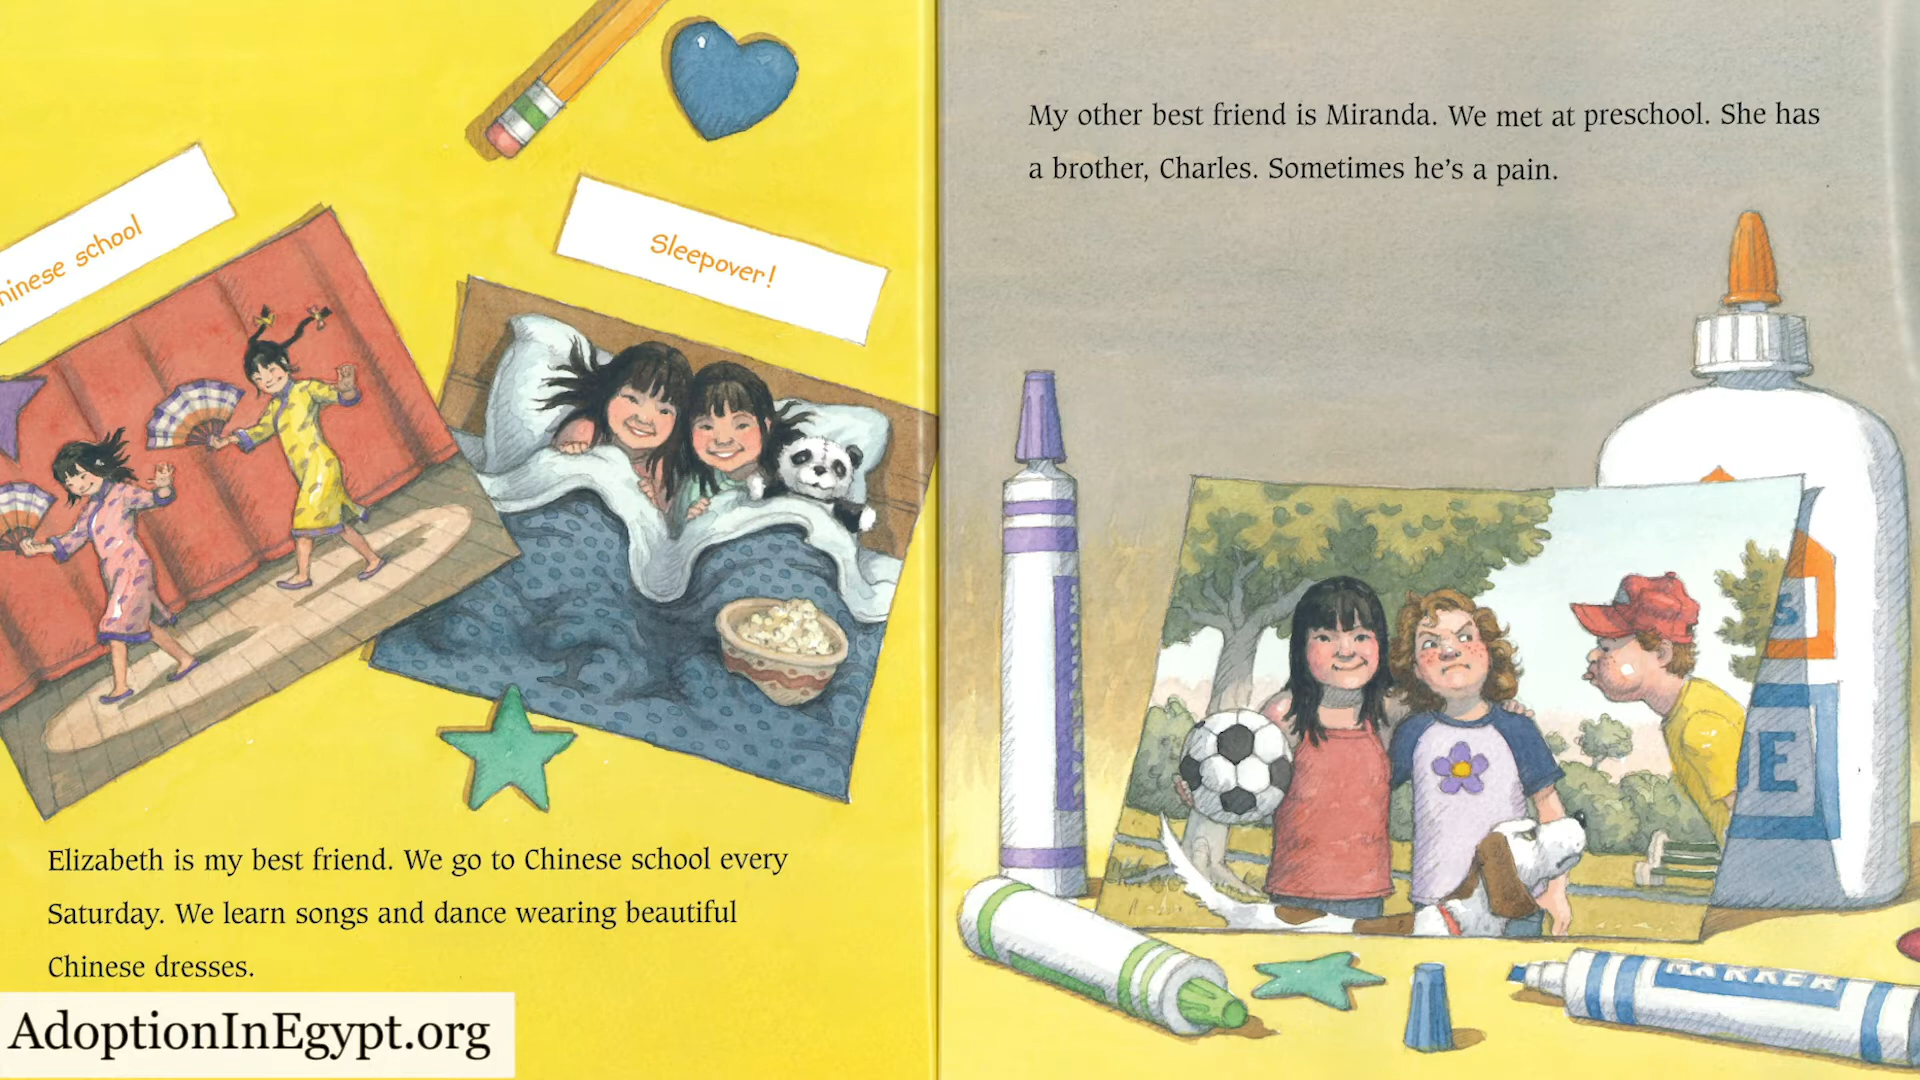 Chinese school
Sleepover!
Elizabeth is my best friend. We go to Chinese school every
Saturday. We learn songs and dance wearing beautiful
Chinese dresses.
AdoptionInEgypt.org
My other best friend is Miranda. We met at preschool. She has
a brother, Charles. Sometimes he’s a pain.
S
E
MARKER